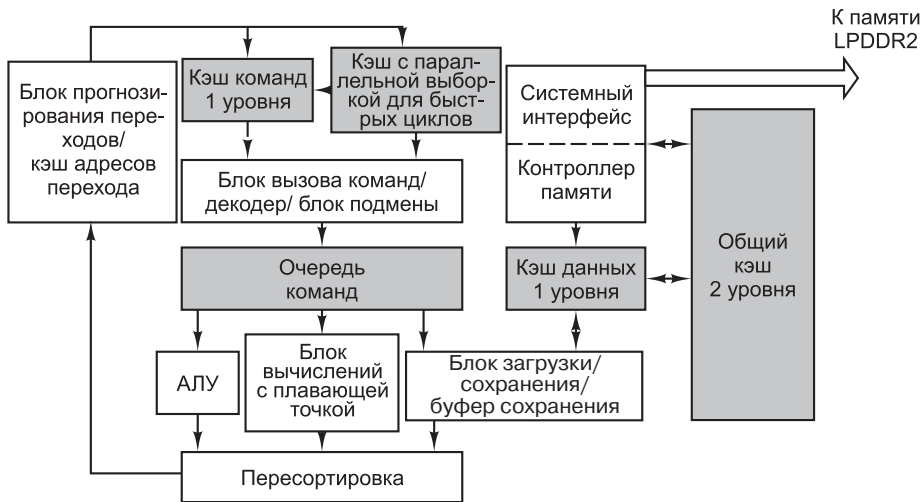 К памяти
LPDDR2
Блок прогнози-
рования пере-
ходов/
кэш адресов
перехода
Кэш команд
1 уровня
Кэш с парал-
лельной выбор-
кой для быст-
рых циклов
Системный
интерфейс
Контроллер
памяти
Блок вызова команд/
декодер/ блок подмены
Очередь
команд
Кэш данных
1 уровня
Общий
кэш
2 уровня
АЛУ
Блок
вычислений
с плавающей
точкой
Блок загрузки/
сохранения/
буфер сохранения
Пересортировка